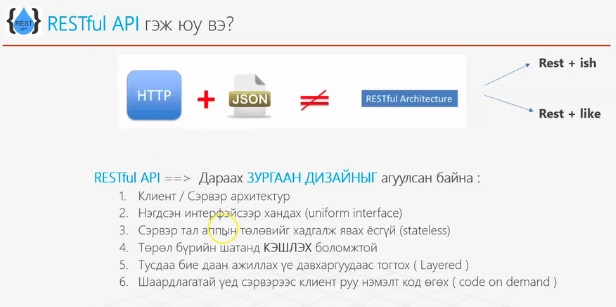 REST
API
RESTful API гэж юу вэ?
HTTP + JSON ≠ RESTful Architecture
Rest + ish
Rest + like
RESTful API ==> Дараах ЗУРГААН ДИЗАЙНЫГ агуулсан байна :
1. Клиент / Сэрвэр архитектур
2. Нэгдсэн интерфэйсээр хандах (uniform interface)
3. Сэрвэр тал аппын төлөвийг хадгалж явах ёсгүй (stateless)
4. Төрөл бүрийн шатанд КЭШЛЭХ боломжтой
5. Тусдаа бие даан ажиллах үе давхаргуудаас тогтох ( Layered )
6. Шаардлагатай үед сэрвэрээс клиент руу нэмэлт код өгөх ( code on demand )